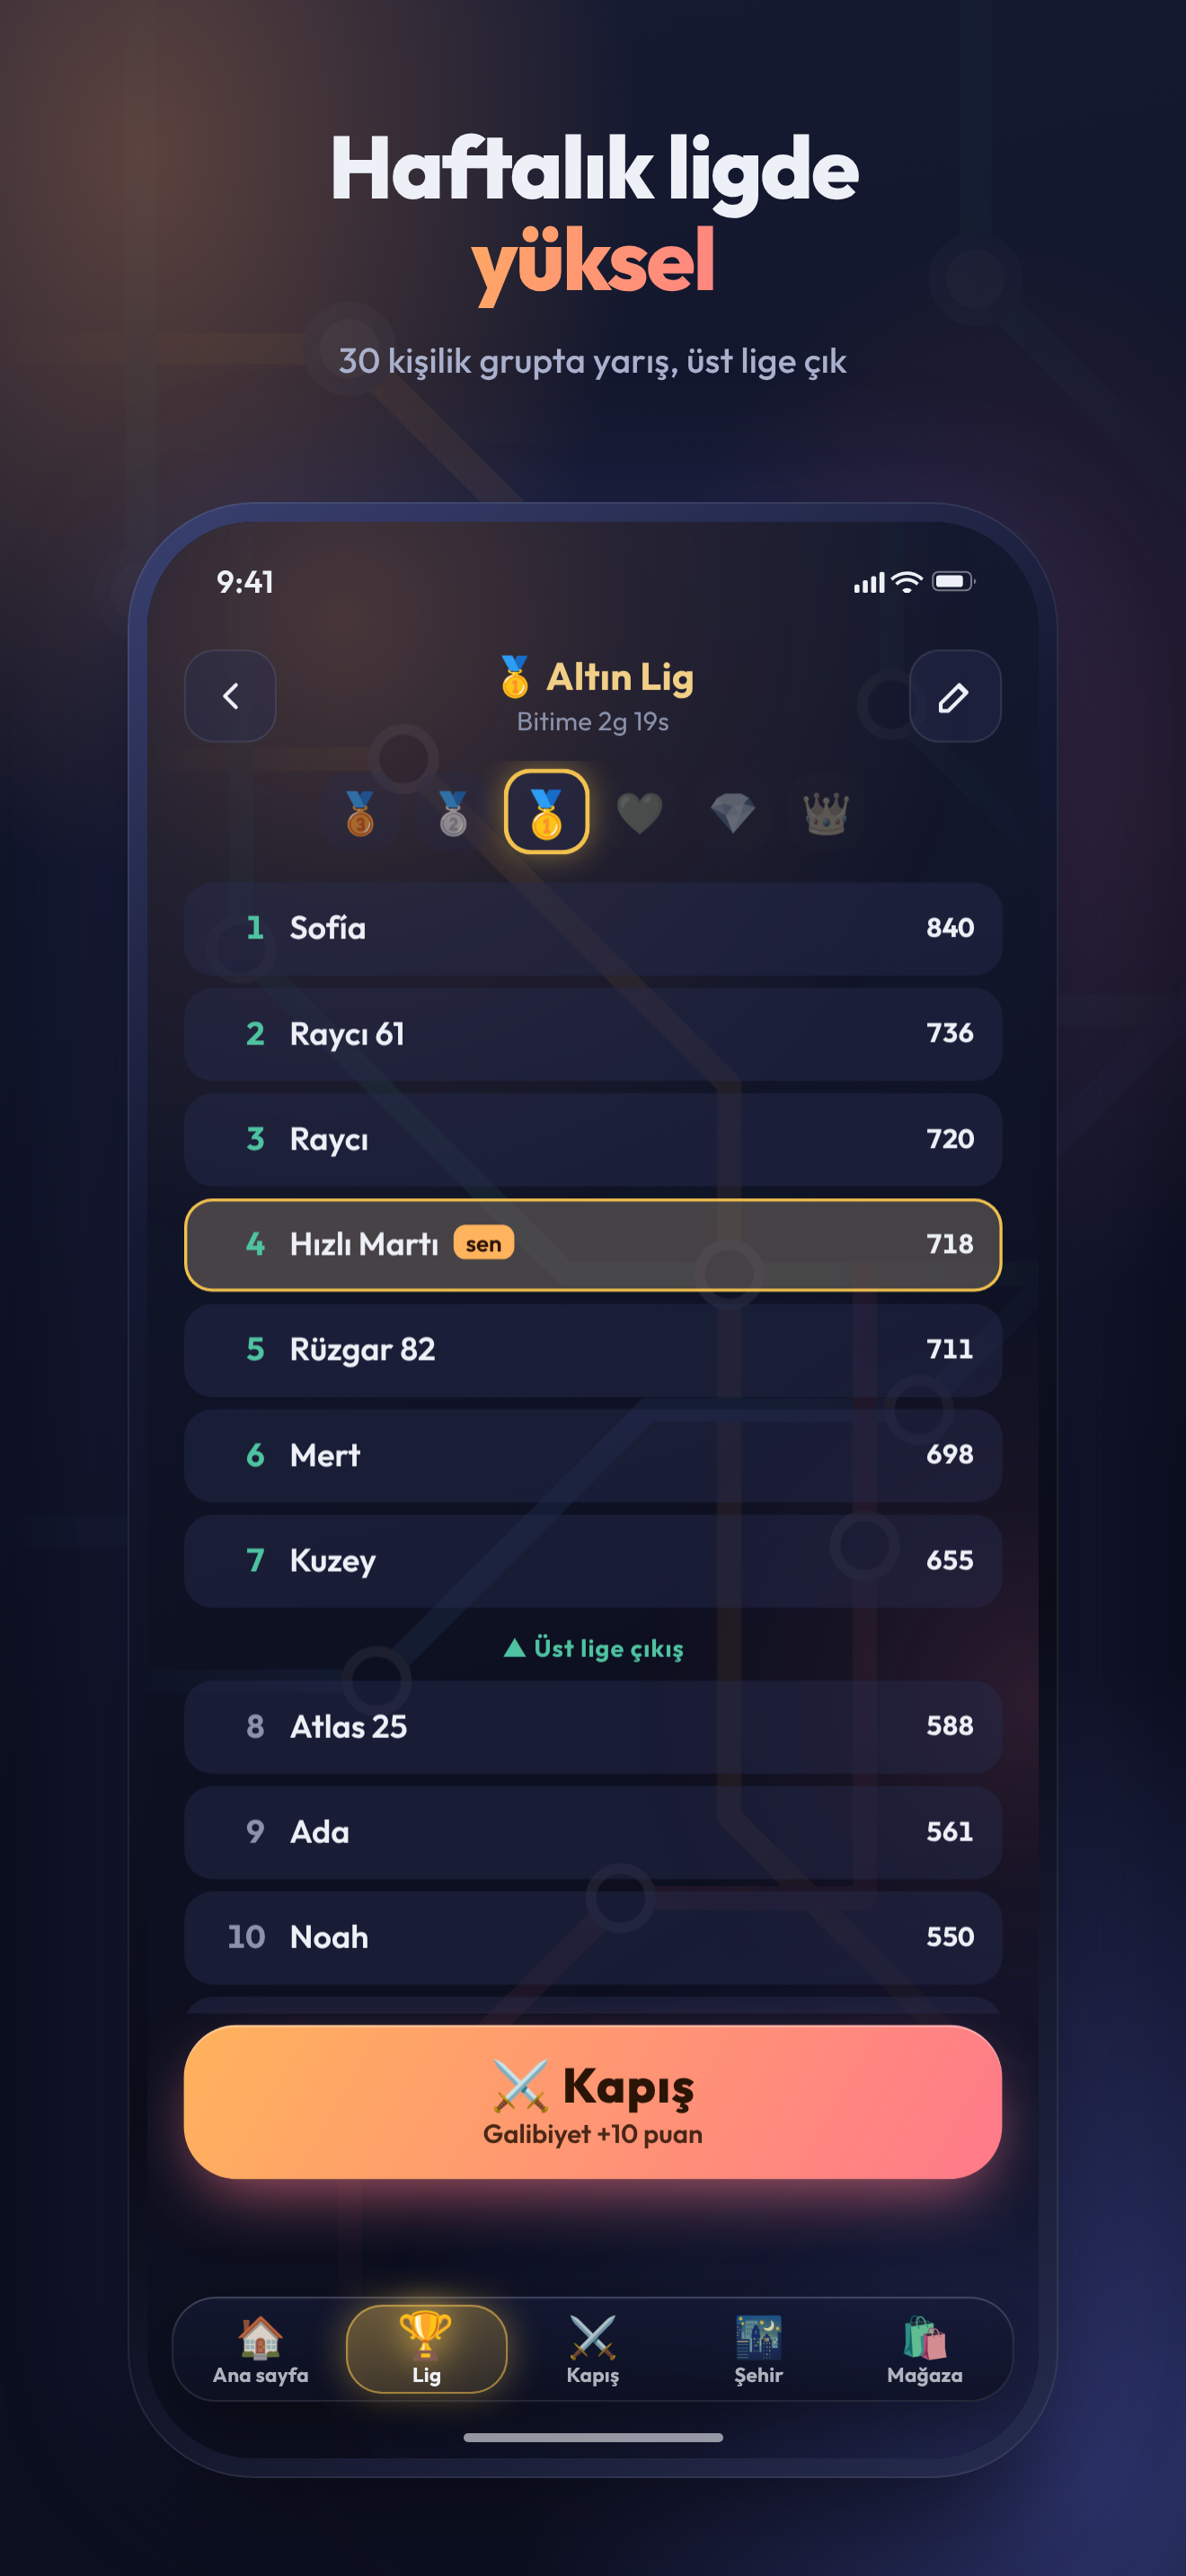 Haftalık ligde
yüksel
30 kişilik grupta yarış, üst lige çık
9:41
🥇 Altın Lig
Bitime 2g 19s
1 Sofía 840
2 Raycı 61 736
3 Raycı 720
4 Hızlı Martı sen 718
5 Rüzgar 82 711
6 Mert 698
7 Kuzey 655
▲ Üst lige çıkış
8 Atlas 25 588
9 Ada 561
10 Noah 550
⚔️ Kapış
Galibiyet +10 puan
Ana sayfa Lig Kapış Şehir Mağaza